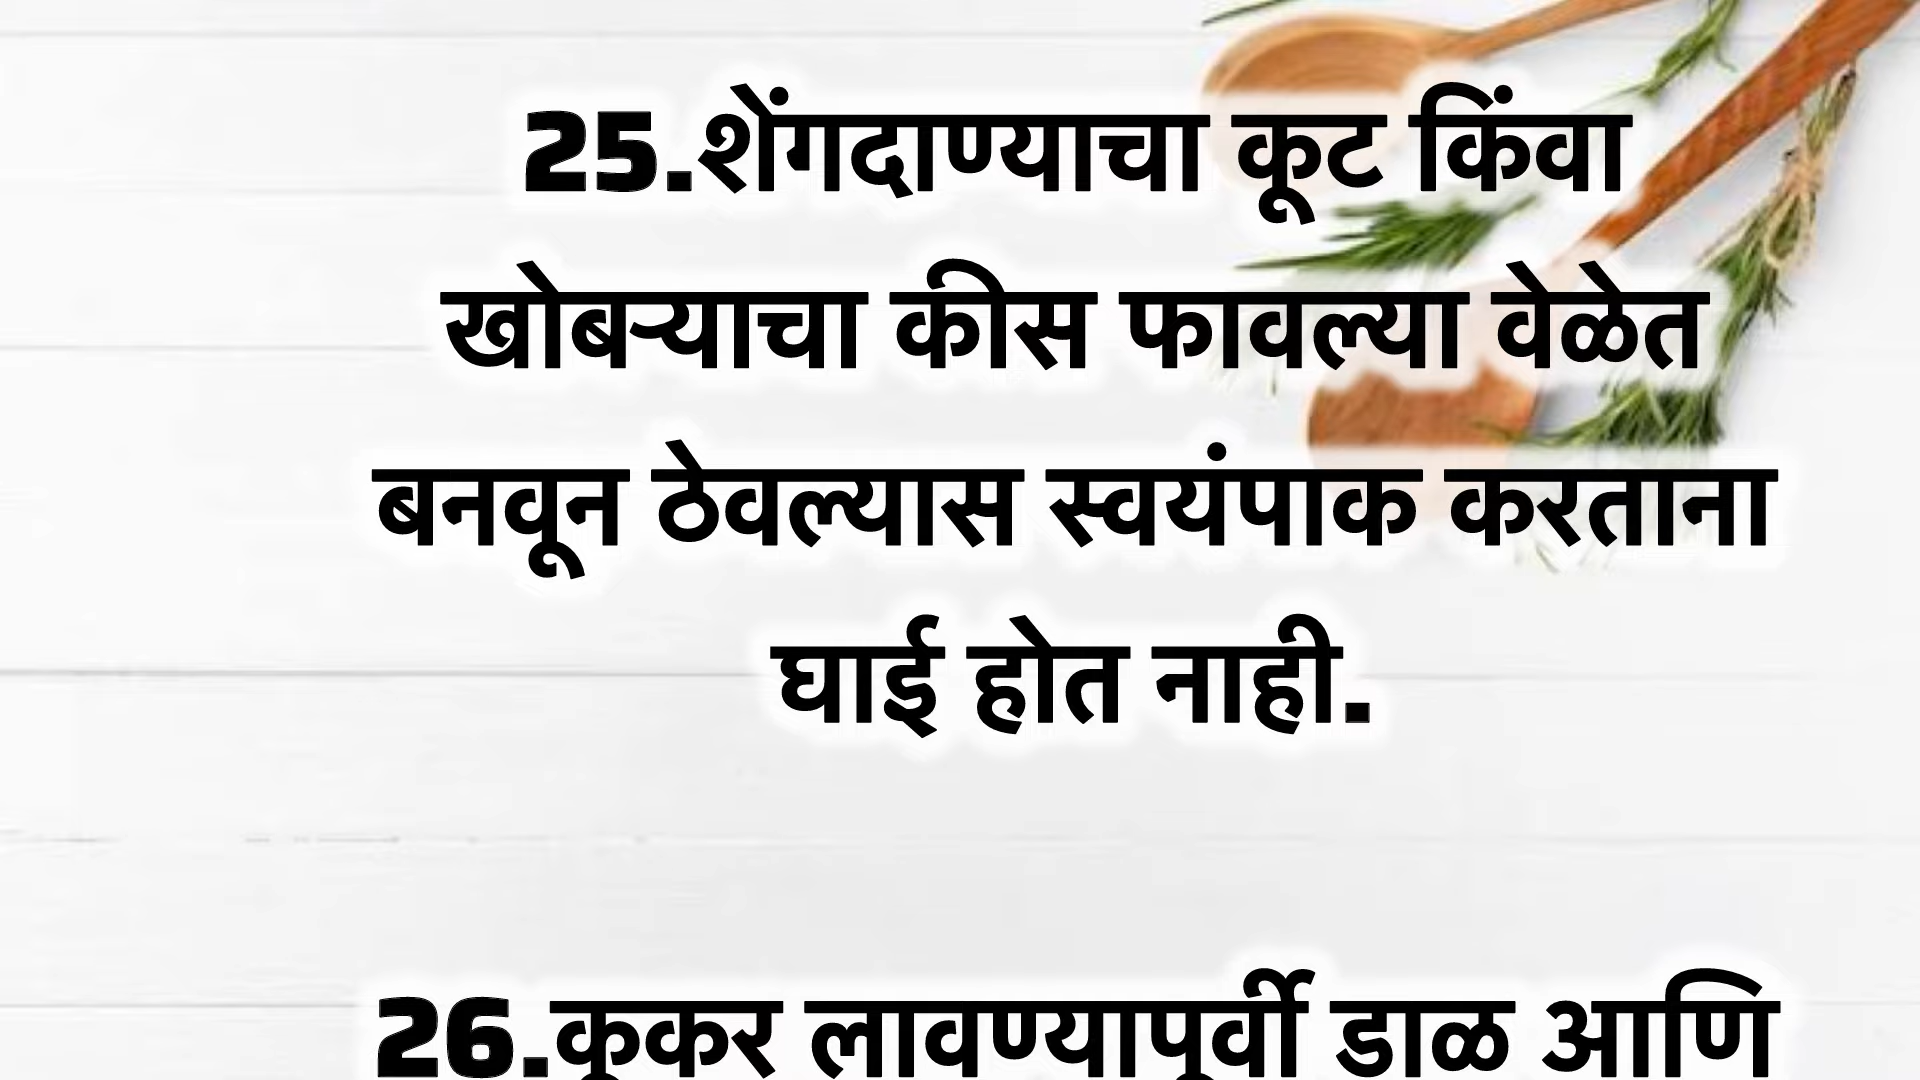 25.शेंगदाण्याचा कूट किंवा
खोबऱ्याचा कीस फावल्या वेळेत
बनवून ठेवल्यास स्वयंपाक करताना
घाई होत नाही.
26.कूकर लावण्यापूर्वी डाळ आणि